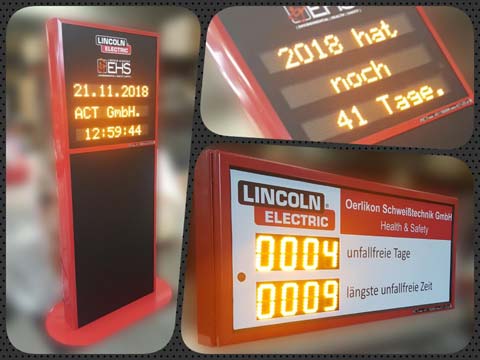 LINCOLN
ELECTRIC
EHS
21.11.2018
ACT GmbH.
12:59:44
EHS
2018 hat
noch
41 Tage.
LINCOLN
ELECTRIC
Oerlikon Schweißtechnik GmbH
Health & Safety
0004 unfallfreie Tage
0009 längste unfallfreie Zeit